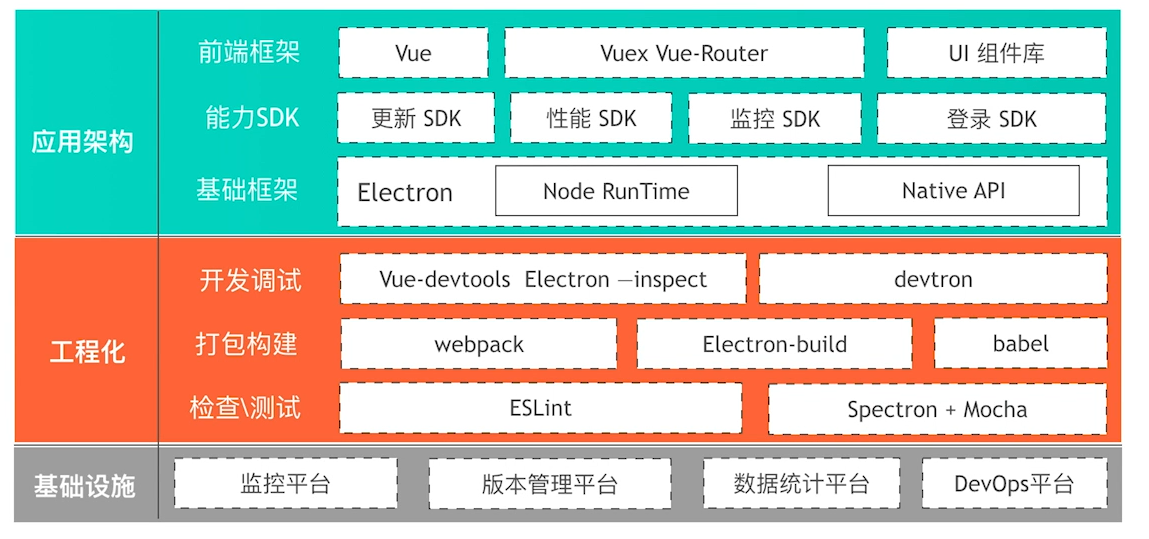 应用架构
前端框架
Vue
Vuex Vue-Router
UI 组件库
能力SDK
更新 SDK
性能 SDK
监控 SDK
登录 SDK
基础框架
Electron
Node RunTime
Native API
工程化
开发调试
Vue-devtools Electron —inspect
devtron
打包构建
webpack
Electron-build
babel
检查\测试
ESLint
Spectron + Mocha
基础设施
监控平台
版本管理平台
数据统计平台
DevOps平台